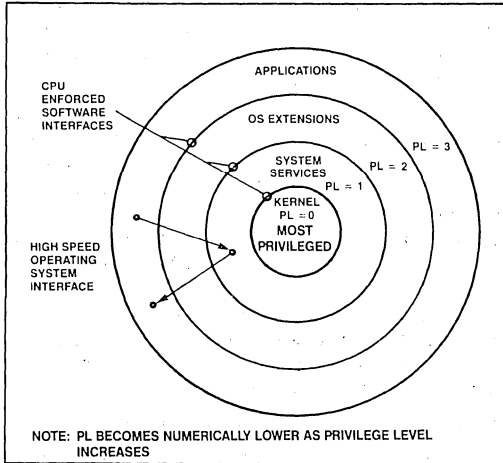 APPLICATIONS
CPU
ENFORCED
SOFTWARE
INTERFACES
OS EXTENSIONS
SYSTEM
SERVICES
PL = 3
PL = 2
PL = 1
KERNEL
PL = 0
MOST
PRIVILEGED
HIGH SPEED
OPERATING
SYSTEM
INTERFACE
NOTE: PL BECOMES NUMERICALLY LOWER AS PRIVILEGE LEVEL
INCREASES